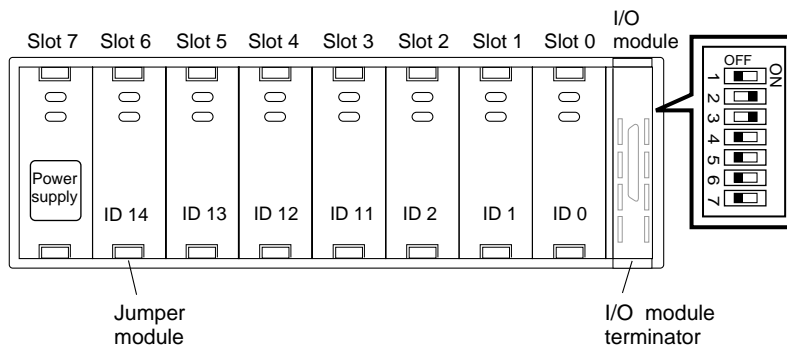 I/O
module
Slot 7 Slot 6 Slot 5 Slot 4 Slot 3 Slot 2 Slot 1 Slot 0
OFF
ON
1
2
3
4
5
6
7
Power
supply
ID 14 ID 13 ID 12 ID 11 ID 2 ID 1 ID 0
Jumper
module
I/O module
terminator